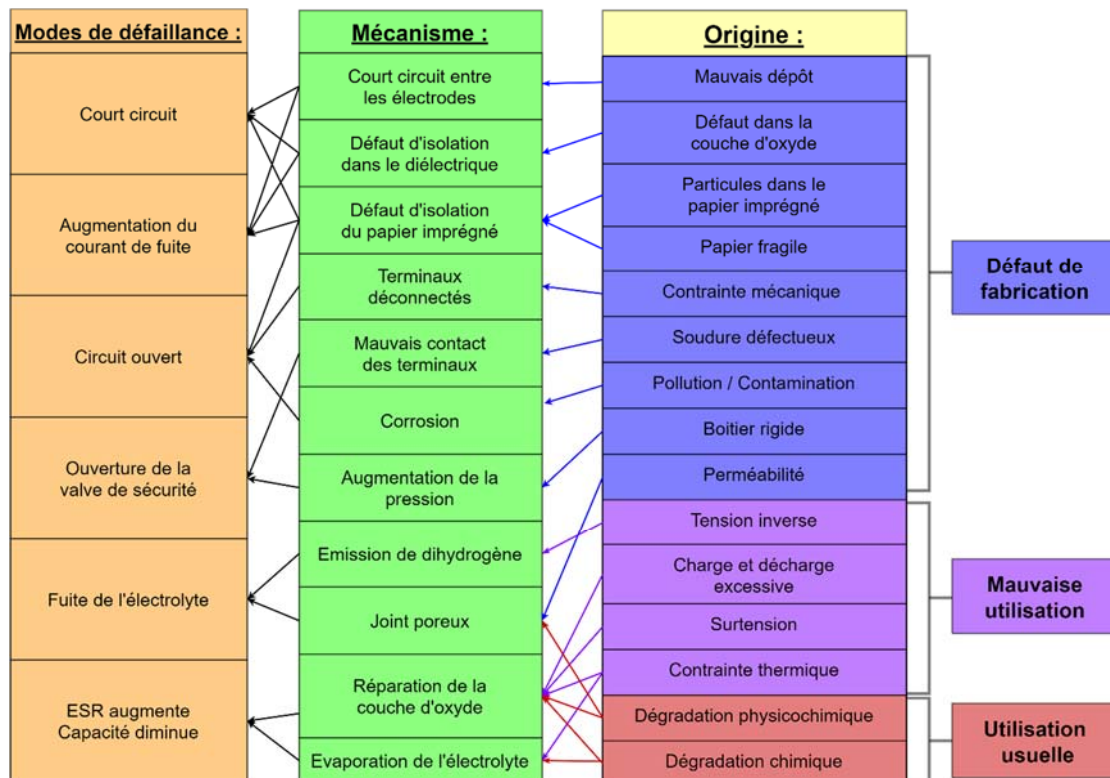 Modes de défaillance :
Court circuit
Augmentation du
courant de fuite
Circuit ouvert
Ouverture de la
valve de sécurité
Fuite de l'électrolyte
ESR augmente
Capacité diminue
Mécanisme :
Court circuit entre
les électrodes
Défaut d'isolation
dans le diélectrique
Défaut d'isolation
du papier imprégné
Terminaux
déconnectés
Mauvais contact
des terminaux
Corrosion
Augmentation de la
pression
Emission de dihydrogène
Joint poreux
Réparation de la
couche d'oxyde
Evaporation de l'électrolyte
Origine :
Mauvais dépôt
Défaut dans la
couche d'oxyde
Particules dans le
papier imprégné
Papier fragile
Contrainte mécanique
Soudure défectueux
Pollution / Contamination
Boitier rigide
Perméabilité
Tension inverse
Charge et décharge
excessive
Surtension
Contrainte thermique
Dégradation physicochimique
Dégradation chimique
Défaut de
fabrication
Mauvaise
utilisation
Utilisation
usuelle